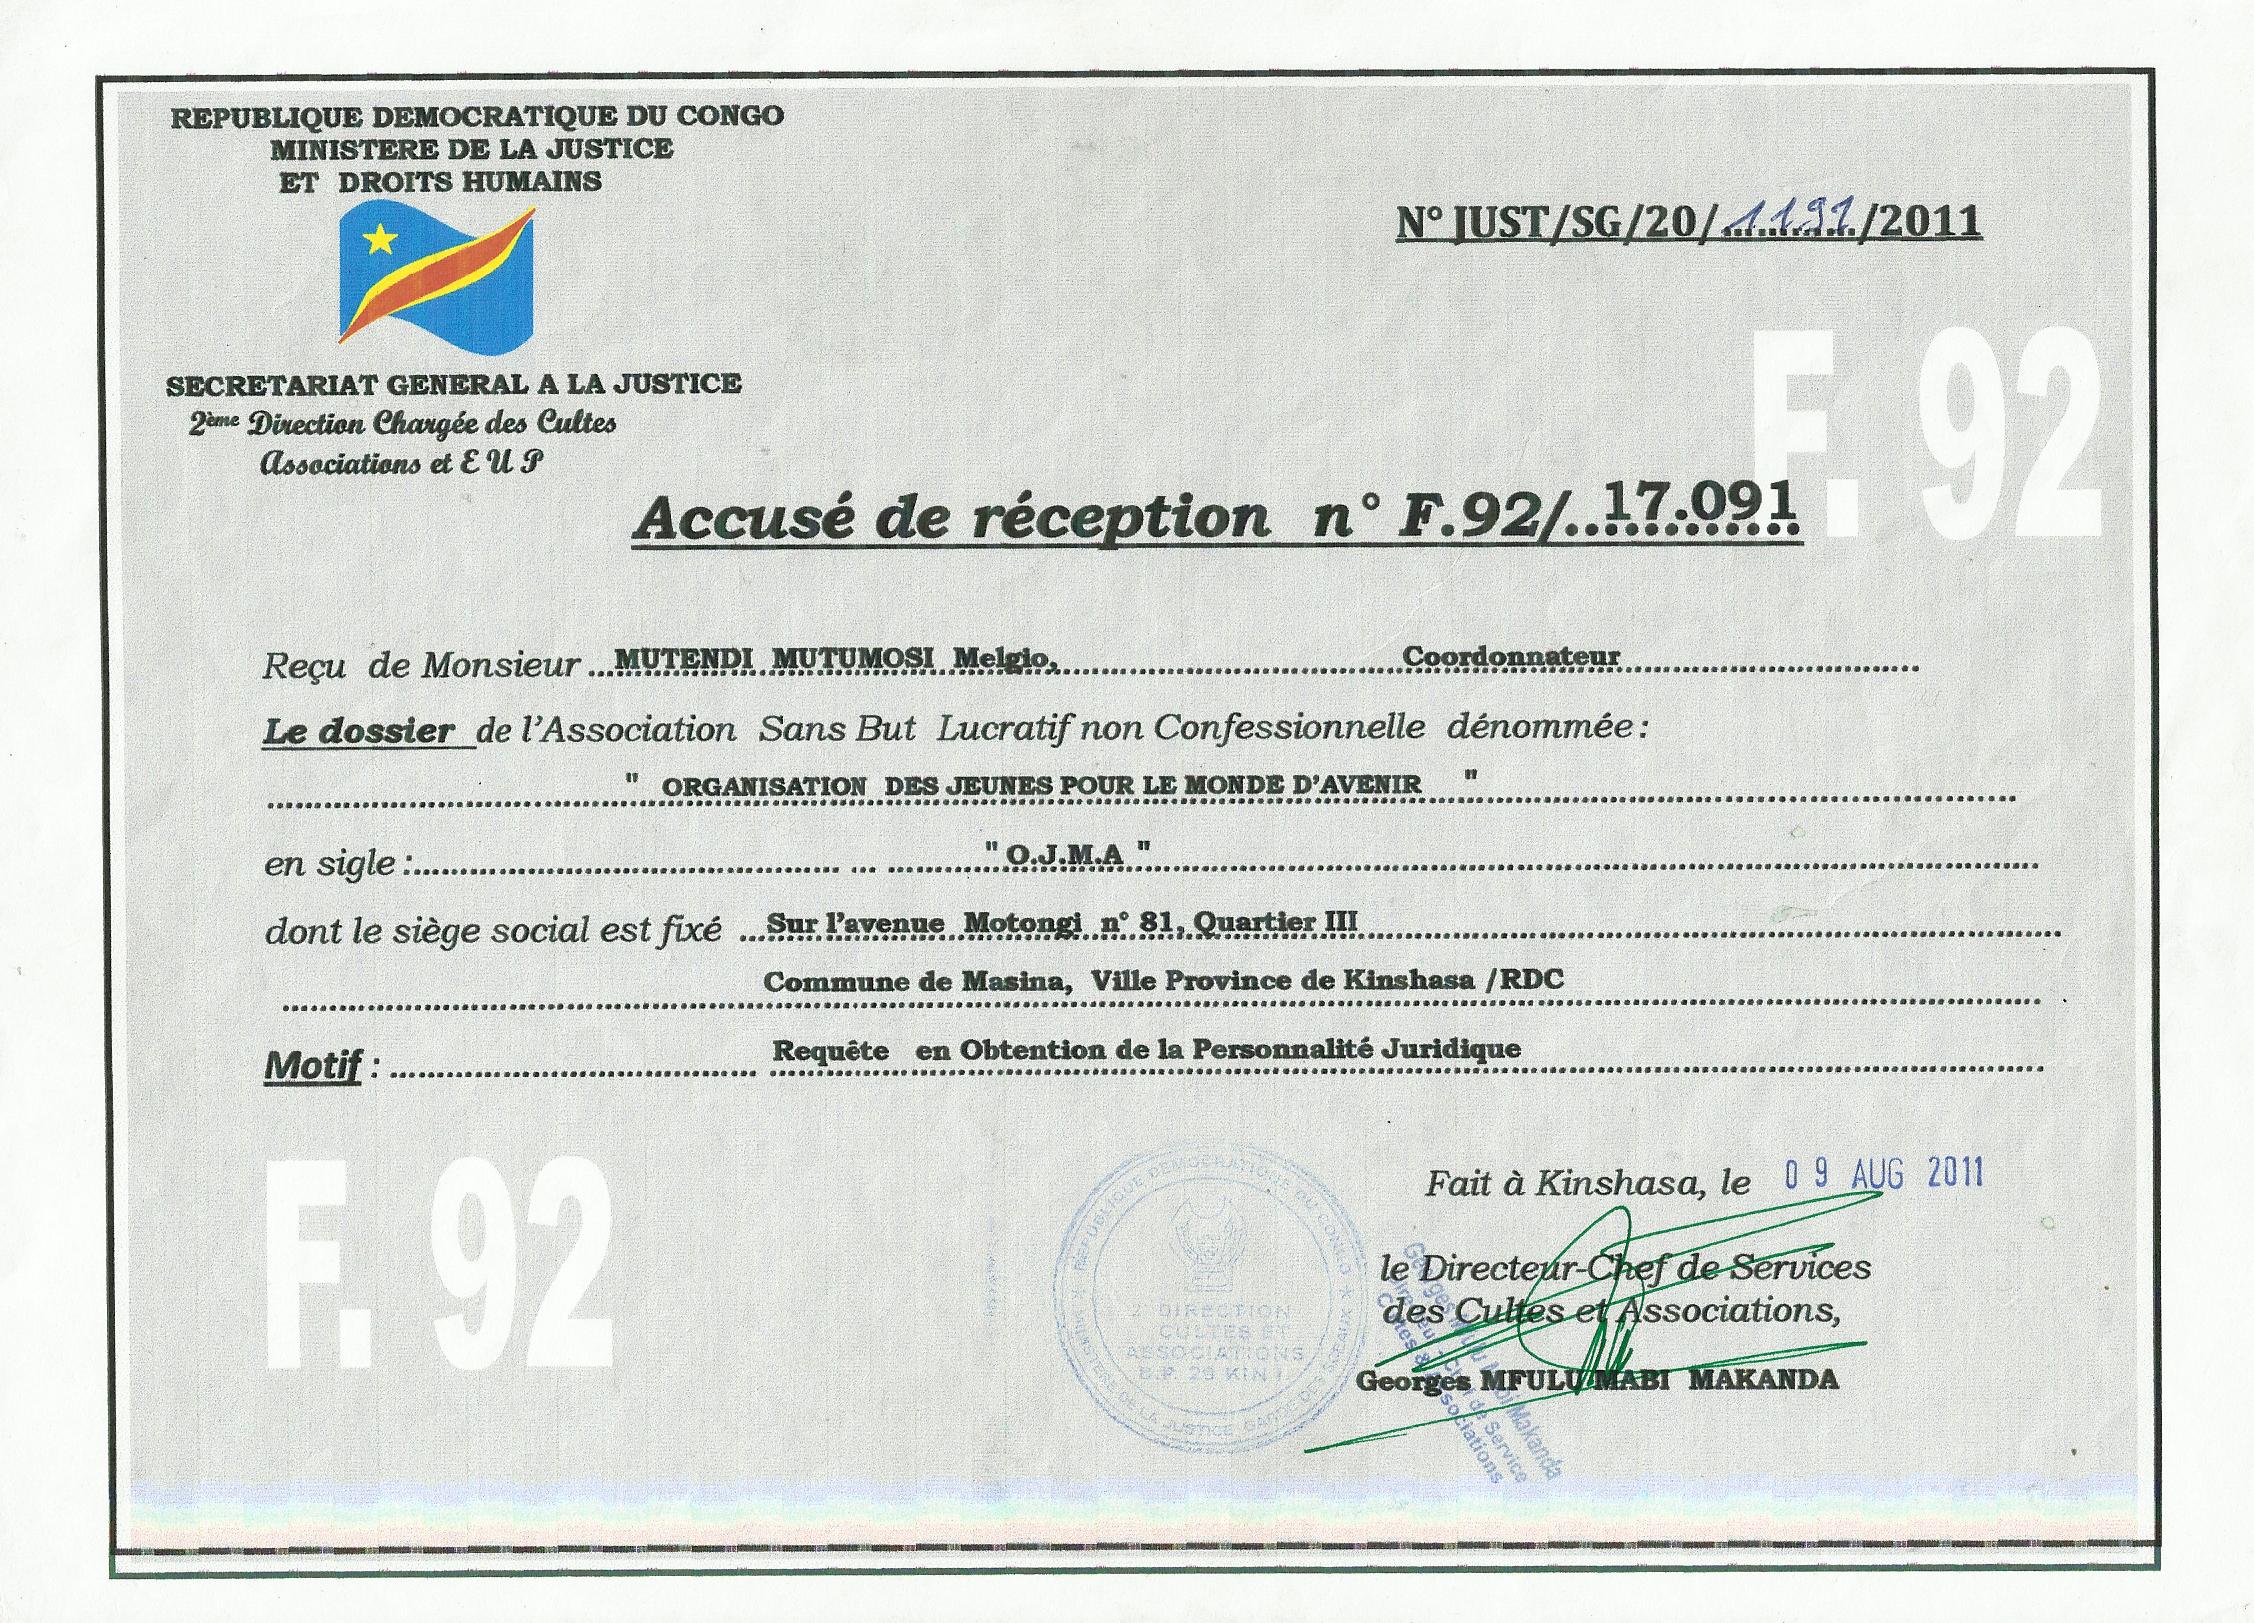 REPUBLIQUE DEMOCRATIQUE DU CONGO
MINISTERE DE LA JUSTICE
ET DROITS HUMAINS
N° JUST/SG/20/1191/2011
SECRETARIAT GENERAL A LA JUSTICE
2ème Direction Chargée des Cultes
Associations et E U P
F. 92
Accusé de réception n° F.92/..17.091
Reçu de Monsieur ...MUTENDI MUTUMOSI Melgio, Coordonnateur
Le dossier de l'Association Sans But Lucratif non Confessionnelle dénommée :
" ORGANISATION DES JEUNES POUR LE MONDE D'AVENIR "
en sigle : " O.J.M.A "
dont le siège social est fixé ...Sur l'avenue Motongi n° 81, Quartier III
Commune de Masina, Ville Province de Kinshasa /RDC
Motif : Requête en Obtention de la Personnalité Juridique
F. 92
Fait à Kinshasa, le 09 AUG 2011
le Directeur-Chef de Services
des Cultes et Associations,
Georges MFULU MABI MAKANDA
REPUBLIQUE DEMOCRATIQUE DU CONGO
MINISTERE DE LA JUSTICE, GARDE DES SCEAUX
DIRECTION
CULTES ET
ASSOCIATIONS
B.P. 29 KIN I
Georges Mfulu Mabi Makanda
Directeur Chef de Service
Cultes & Associations